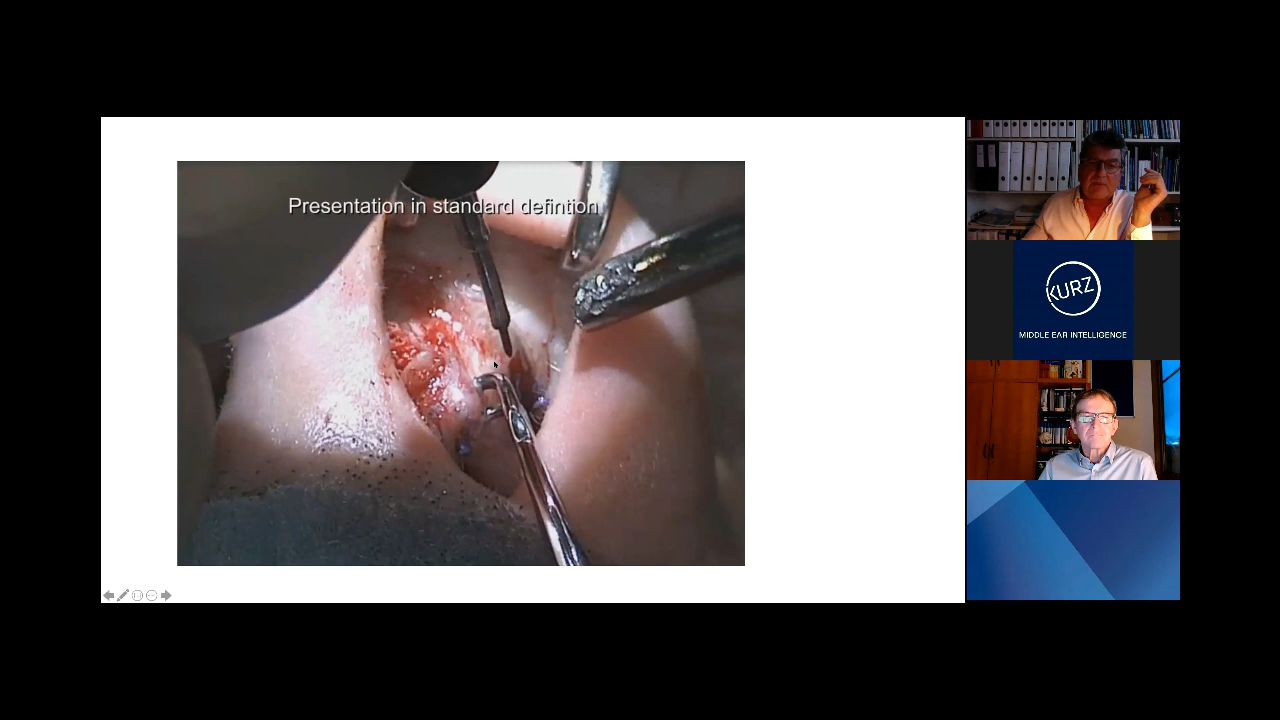 Presentation in standard defintion
KURZ
MIDDLE EAR INTELLIGENCE